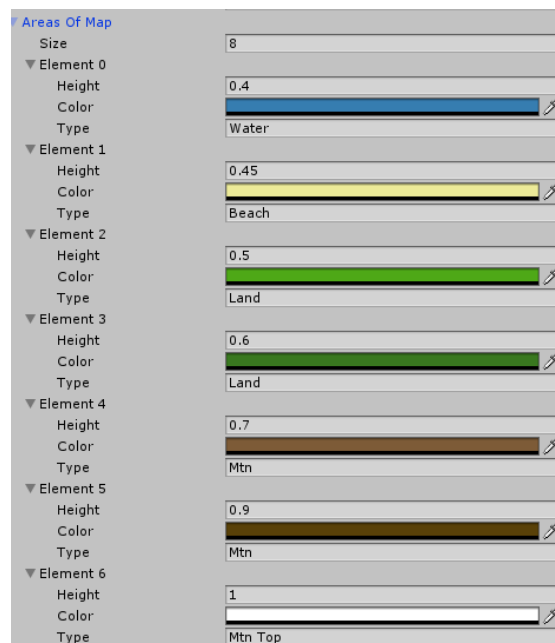 Areas Of Map
Size 8
Element 0
Height 0.4
Color
Type Water
Element 1
Height 0.45
Color
Type Beach
Element 2
Height 0.5
Color
Type Land
Element 3
Height 0.6
Color
Type Land
Element 4
Height 0.7
Color
Type Mtn
Element 5
Height 0.9
Color
Type Mtn
Element 6
Height 1
Color
Type Mtn Top